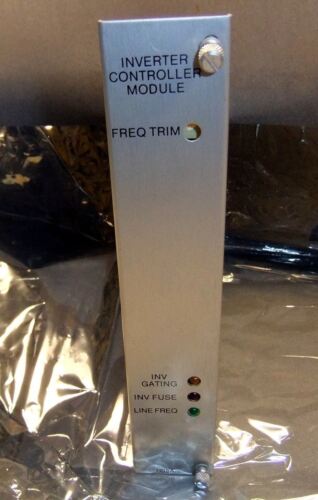 INVERTER
CONTROLLER
MODULE
FREQ TRIM
INV
GATING
INV FUSE
LINE FREQ